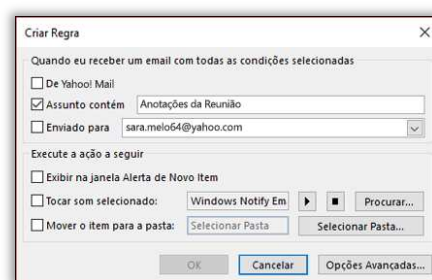 Criar Regra
Quando eu receber um email com todas as condições selecionadas
De Yahoo! Mail
Assunto contém Anotações da Reunião
Enviado para sara.melo64@yahoo.com
Execute a ação a seguir
Exibir na janela Alerta de Novo Item
Tocar som selecionado: Windows Notify Em Procurar...
Mover o item para a pasta: Selecionar Pasta Selecionar Pasta...
OK Cancelar Opções Avançadas...